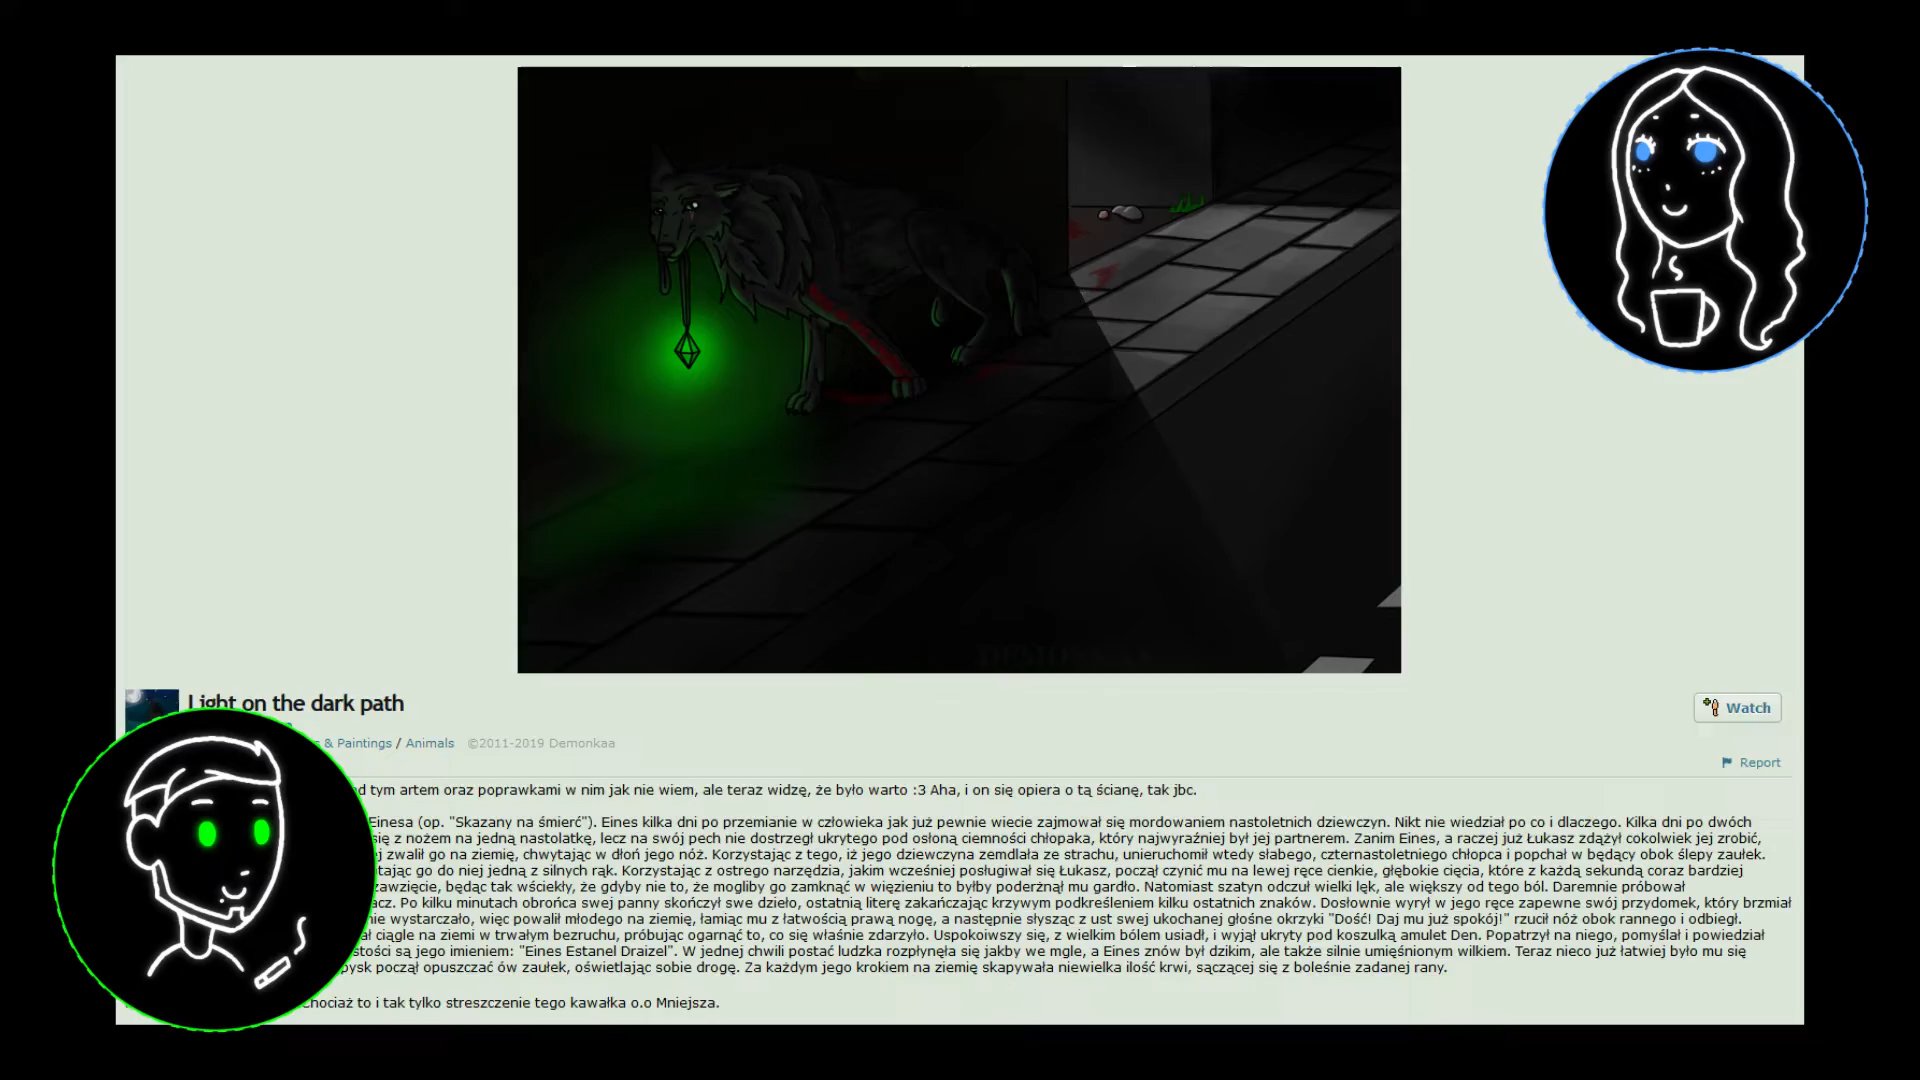 Light on the dark path
& Paintings / Animals ©2011-2019 Demonkaa
Watch
Report
tym artem oraz poprawkami w nim jak nie wiem, ale teraz widzę, że było warto :3 Aha, i on się opiera o tą ścianę, tak jbc.
Einesa (op. "Skazany na śmierć"). Eines kilka dni po przemianie w człowieka jak już pewnie wiecie zajmował się mordowaniem nastoletnich dziewczyn. Nikt nie wiedział po co i dlaczego. Kilka dni po dwóch
się z nożem na jedną nastolatkę, lecz na swój pech nie dostrzegł ukrytego pod osłoną ciemności chłopaka, który najwyraźniej był jej partnerem. Zanim Eines, a raczej już Łukasz zdążył cokolwiek jej zrobić,
zwalił go na ziemię, chwytając w dłoń jego nóż. Korzystając z tego, iż jego dziewczyna zemdlała ze strachu, unieruchomił wtedy słabego, czternastoletniego chłopca i popchał w będący obok ślepy zaułek.
go do niej jedną z silnych rąk. Korzystając z ostrego narzędzia, jakim wcześniej posługiwał się Łukasz, począł czynić mu na lewej ręce cienkie, głębokie cięcia, które z każdą sekundą coraz bardziej
zawzięcie, będąc tak wściekły, że gdyby nie to, że mogliby go zamknąć w więzieniu to byłby poderżnął mu gardło. Natomiast szatyn odczuł wielki lęk, ale większy od tego ból. Daremnie próbował
Po kilku minutach obrońca swej panny skończył swe dzieło, ostatnią literę zakańczając krzywym podkreśleniem kilku ostatnich znaków. Dosłownie wyrył w jego ręce zapewne swój przydomek, który brzmiał
nie wystarczało, więc powalił młodego na ziemię, łamiąc mu z łatwością prawą nogę, a następnie słysząc z ust swej ukochanej głośne okrzyki "Dość! Daj mu już spokój!" rzucił nóż obok rannego i odbiegł.
ciągle na ziemi w trwałym bezruchu, próbując ogarnąć to, co się właśnie zdarzyło. Uspokoiwszy się, z wielkim bólem usiadł, i wyjął ukryty pod koszulką amulet Den. Popatrzył na niego, pomyślał i powiedział
są jego imieniem: "Eines Estanel Draizel". W jednej chwili postać ludzka rozpłynęła się jakby we mgle, a Eines znów był dzikim, ale także silnie umięśnionym wilkiem. Teraz nieco już łatwiej było mu się
pysk począł opuszczać ów zaułek, oświetlając sobie drogę. Za każdym jego krokiem na ziemię skapywała niewielka ilość krwi, sączącej się z boleśnie zadanej rany.
Chociaż to i tak tylko streszczenie tego kawałka o.o Mniejsza.